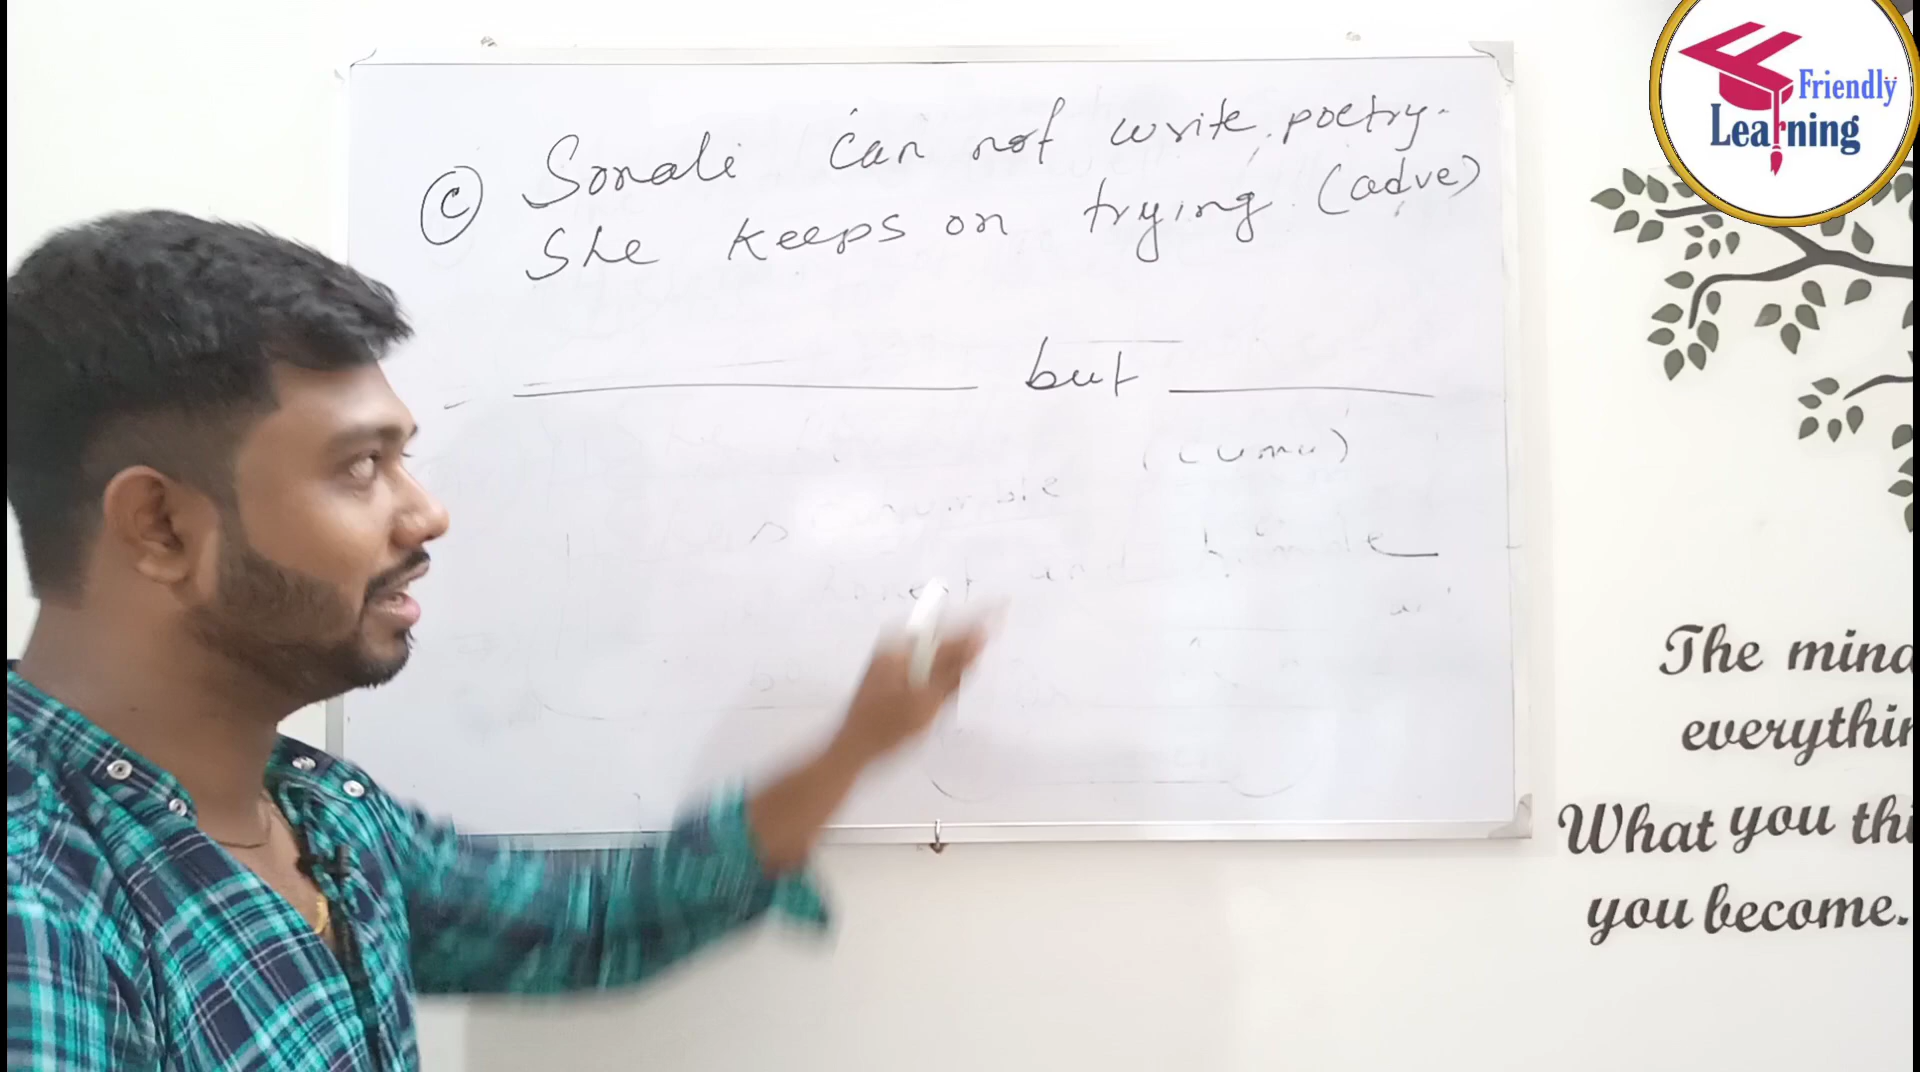 Friendly
Learning
C Sonali can not write poetry.
She keeps on trying. (adve)
but
The mind
everythin
What you thi
you become.